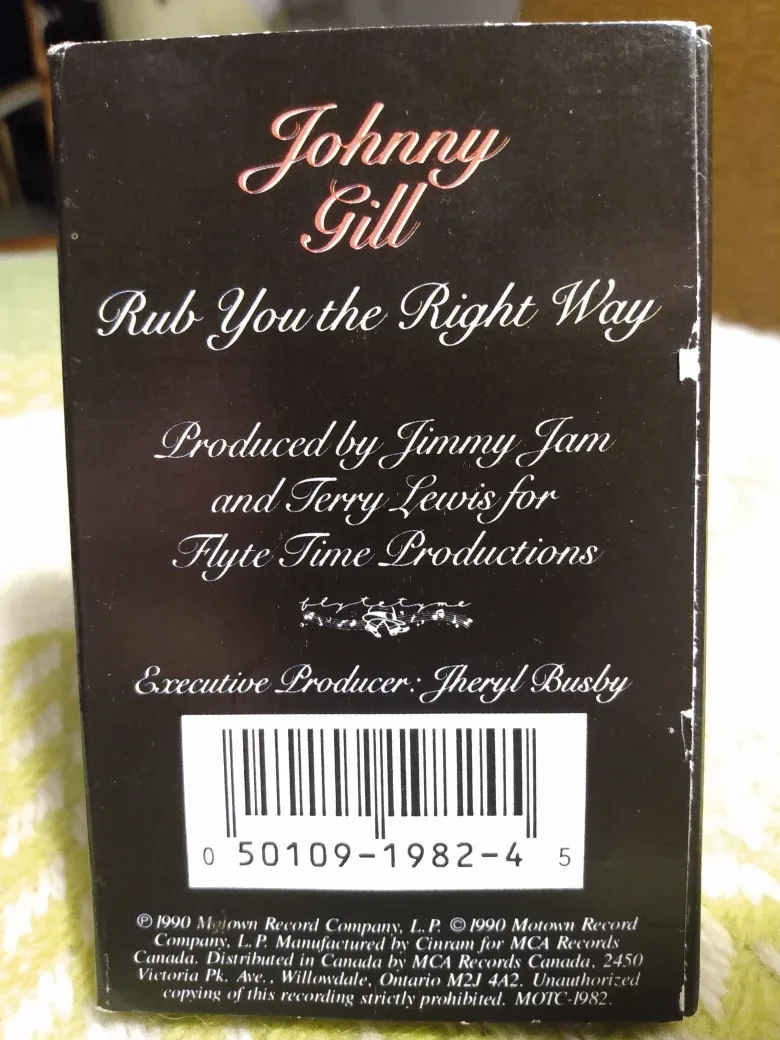 Johnny
Gill
Rub You the Right Way
Produced by Jimmy Jam
and Terry Lewis for
Flyte Time Productions
flytetyme
Executive Producer: Jheryl Busby
0 50109-1982-4 5
℗ 1990 Motown Record Company, L.P. © 1990 Motown Record
Company, L.P. Manufactured by Cinram for MCA Records
Canada. Distributed in Canada by MCA Records Canada, 2450
Victoria Pk. Ave., Willowdale, Ontario M2J 4A2. Unauthorized
copying of this recording strictly prohibited. MOTC-1982.